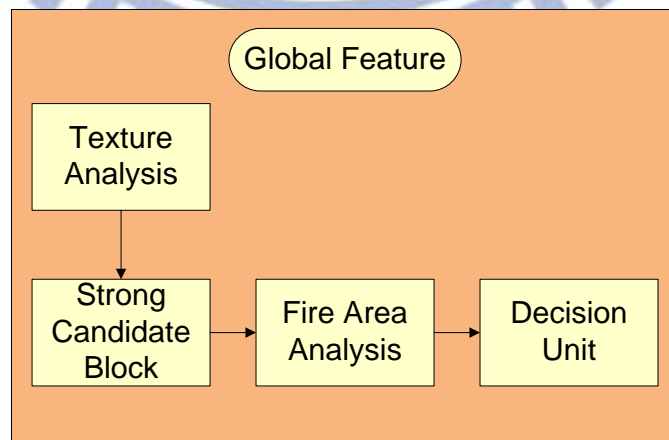 Global Feature
Texture
Analysis
Strong
Candidate
Block
Fire Area
Analysis
Decision
Unit